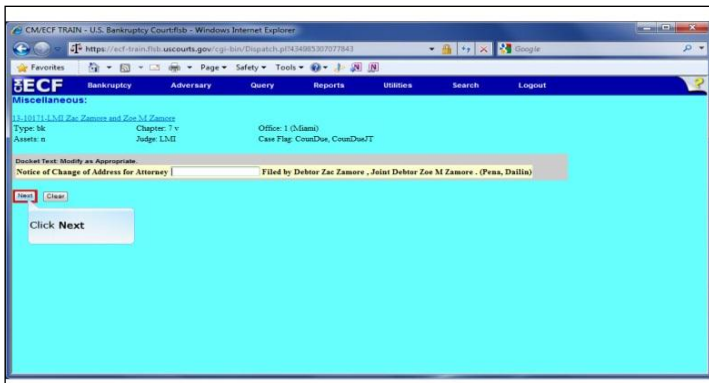 CM/ECF TRAIN - U.S. Bankruptcy Court:flsb - Windows Internet Explorer
https://ecf-train.flsb.uscourts.gov/cgi-bin/Dispatch.pl?434985307077843
Google
Favorites Page Safety Tools
ECF Bankruptcy Adversary Query Reports Utilities Search Logout ?
Miscellaneous:
13-10171-LMI Zac Zamore and Zoe M Zamore
Type: bk Chapter: 7 v Office: 1 (Miami)
Assets: n Judge: LMI Case Flag: CounDue, CounDueJT
Docket Text: Modify as Appropriate.
Notice of Change of Address for Attorney Filed by Debtor Zac Zamore , Joint Debtor Zoe M Zamore . (Pena, Dailin)
Next Clear
Click Next